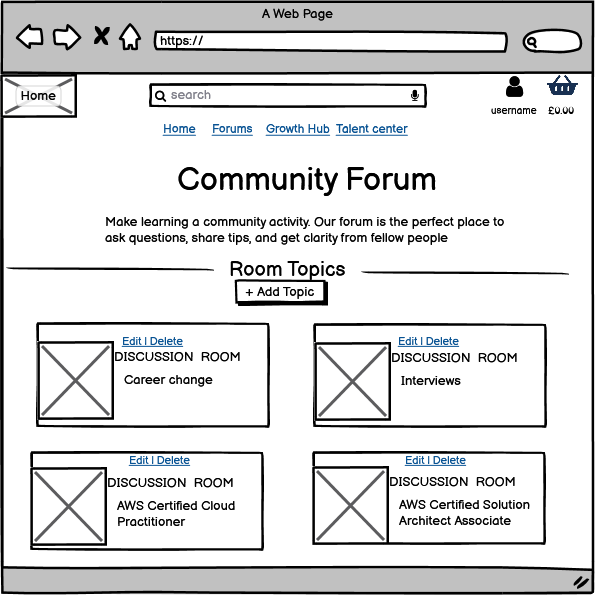 A Web Page
https://
Home
search
username
£0.00
Home Forums Growth Hub Talent center
Community Forum
Make learning a community activity. Our forum is the perfect place to
ask questions, share tips, and get clarity from fellow people
Room Topics
+ Add Topic
Edit | Delete
DISCUSSION ROOM
Career change
Edit | Delete
DISCUSSION ROOM
Interviews
Edit | Delete
DISCUSSION ROOM
AWS Certified Cloud
Practitioner
Edit | Delete
DISCUSSION ROOM
AWS Certified Solution
Architect Associate